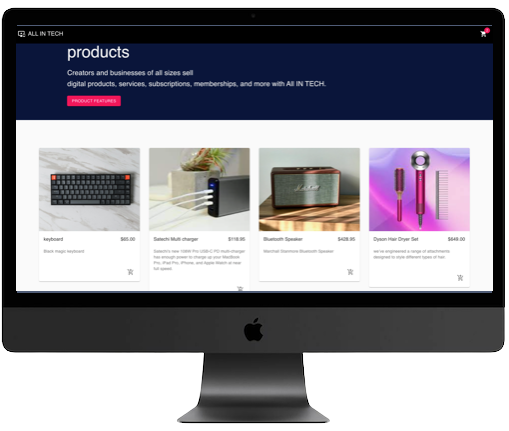 ALL IN TECH
products
Creators and businesses of all sizes sell
digital products, services, subscriptions, memberships, and more with All IN TECH.
PRODUCT FEATURES
Marshall
keyboard $65.00
Black magic keyboard
Satechi Multi charger $118.95
Satechi's new 108W Pro USB-C PD multi-charger
has enough power to charge up your MacBook
Pro, iPad Pro, iPhone, and Apple Watch at near-
full speed
Bluetooth Speaker $428.95
Marshall Stanmore Bluetooth Speaker
Dyson Hair Dryer Set $649.00
we've engineered a range of attachments
designed to style different types of hair.